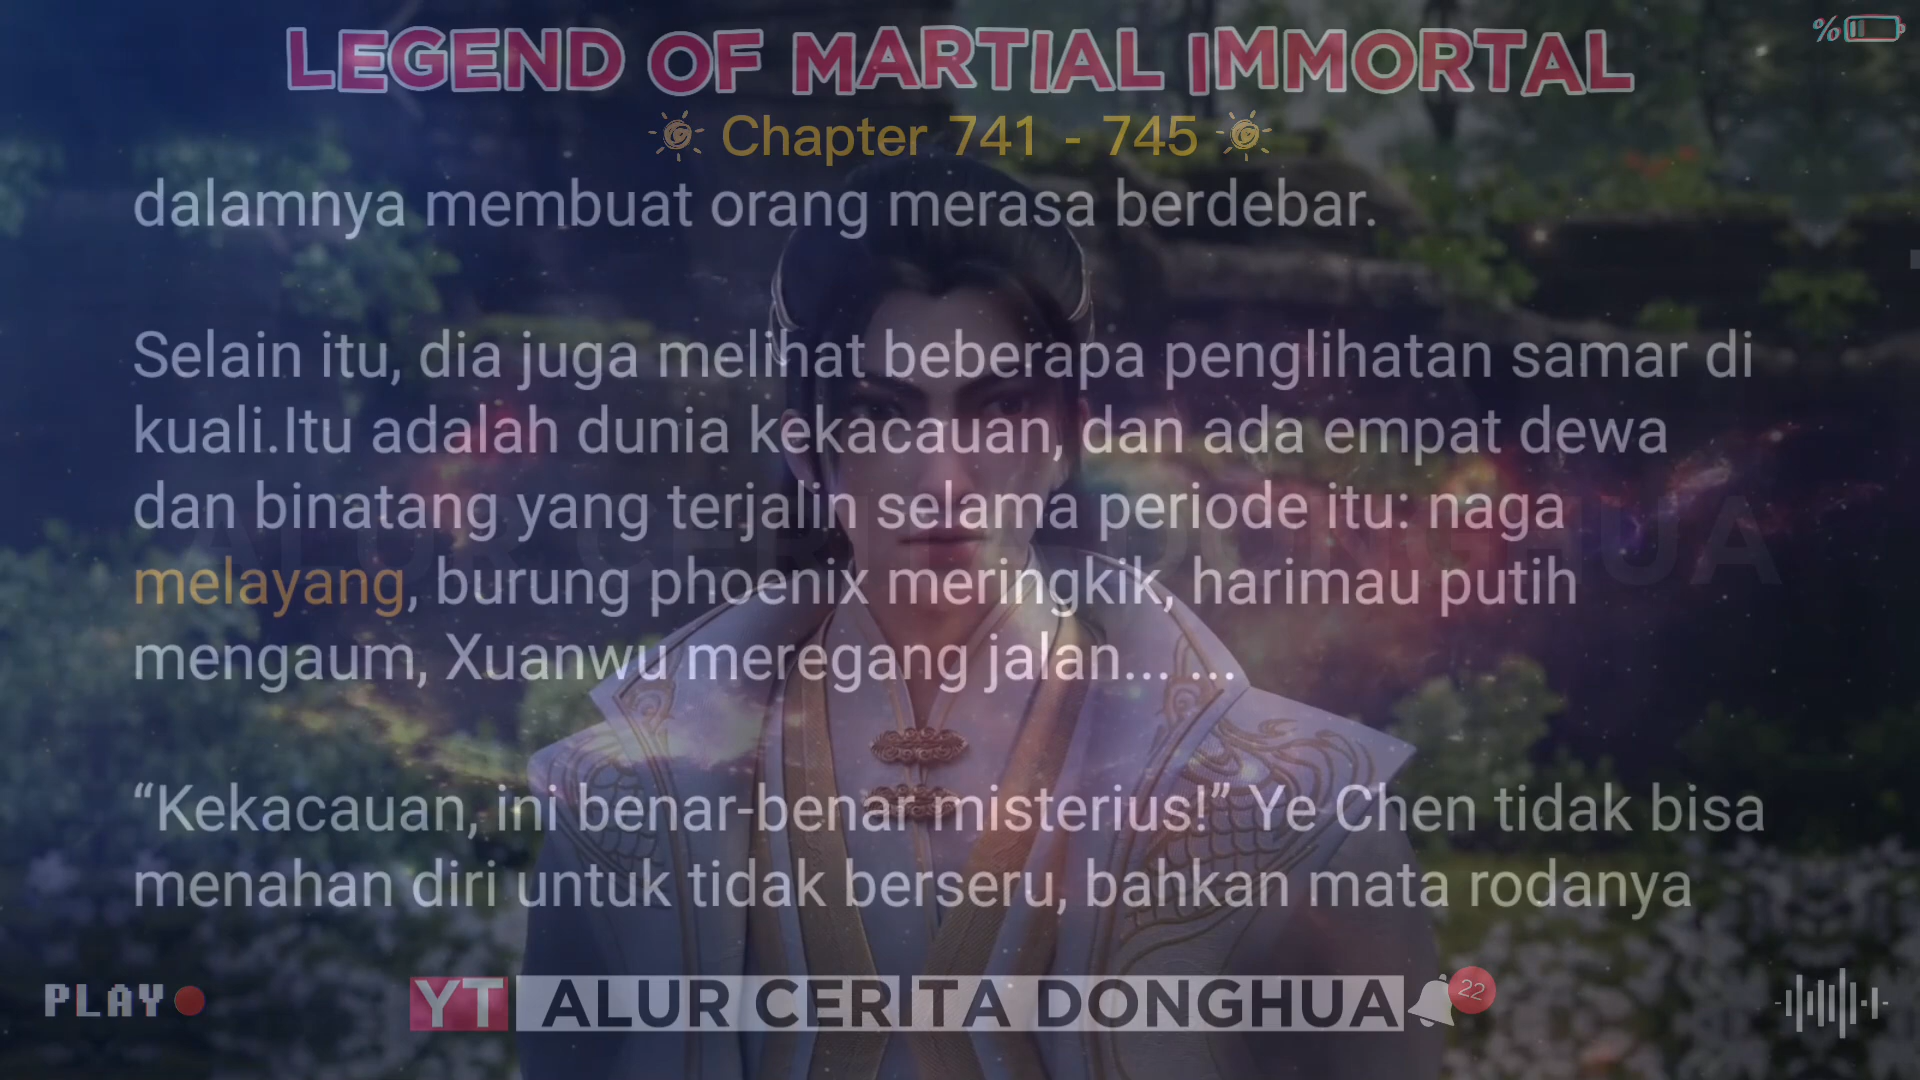 LEGEND OF MARTIAL IMMORTAL
%
Chapter 741 - 745
dalamnya membuat orang merasa berdebar.
Selain itu, dia juga melihat beberapa penglihatan samar di
kuali.Itu adalah dunia kekacauan, dan ada empat dewa
dan binatang yang terjalin selama periode itu: naga
melayang, burung phoenix meringkik, harimau putih
mengaum, Xuanwu meregang jalan... ...
ALUR CERITA DONGHUA
“Kekacauan, ini benar-benar misterius!” Ye Chen tidak bisa
menahan diri untuk tidak berseru, bahkan mata rodanya
PLAY
YT ALUR CERITA DONGHUA 22